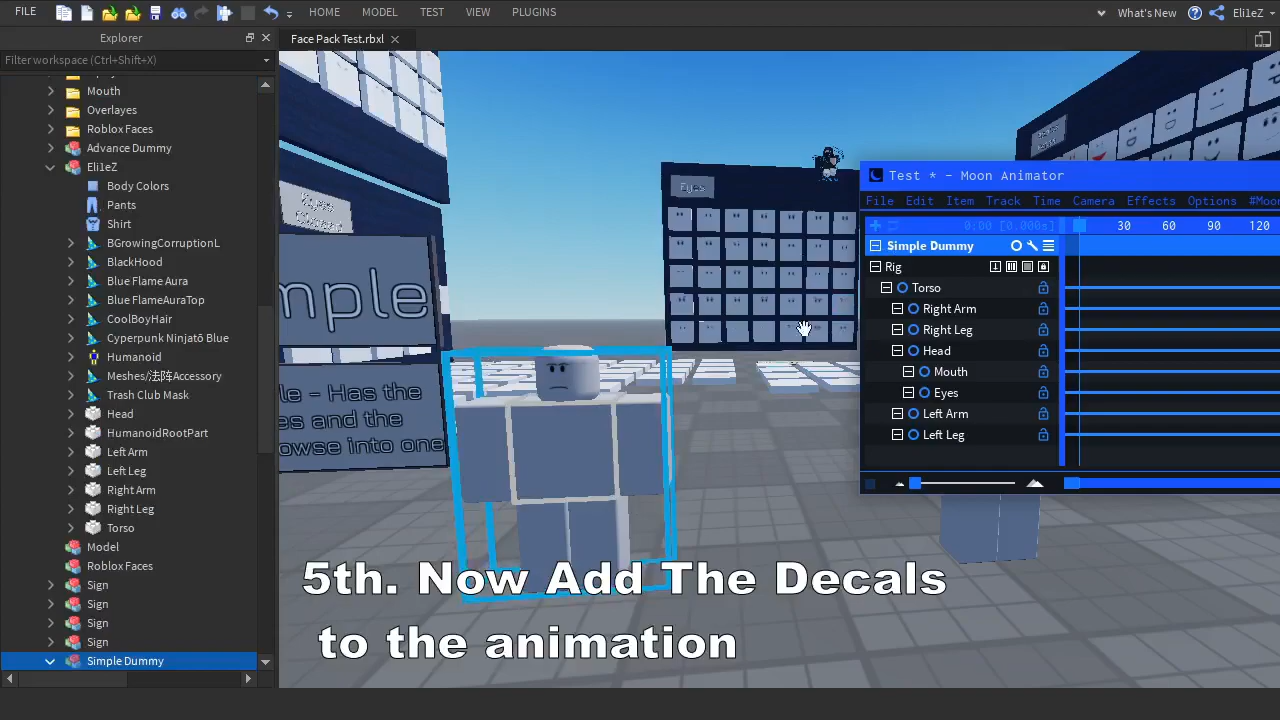 FILE
HOME
MODEL
TEST
VIEW
PLUGINS
What's New
Eli1eZ
Explorer
Face Pack Test.rbxl
Filter workspace (Ctrl+Shift+X)
Mouth
Overlayes
Roblox Faces
Advance Dummy
Eli1eZ
Body Colors
Pants
Shirt
BGrowingCorruptionL
BlackHood
Blue Flame Aura
Blue FlameAuraTop
CoolBoyHair
Cyperpunk Ninjatō Blue
Humanoid
Meshes/法阵Accessory
Trash Club Mask
Head
HumanoidRootPart
Left Arm
Left Leg
Right Arm
Right Leg
Torso
Model
Roblox Faces
Sign
Sign
Sign
Sign
Simple Dummy
Eyes
mple
le - Has the
es and the
owse into one
Test * - Moon Animator
File Edit Item Track Time Camera Effects Options #Moon
0:00 [0.000s] 30 60 90 120
Simple Dummy
Rig
Torso
Right Arm
Right Leg
Head
Mouth
Eyes
Left Arm
Left Leg
5th. Now Add The Decals
to the animation